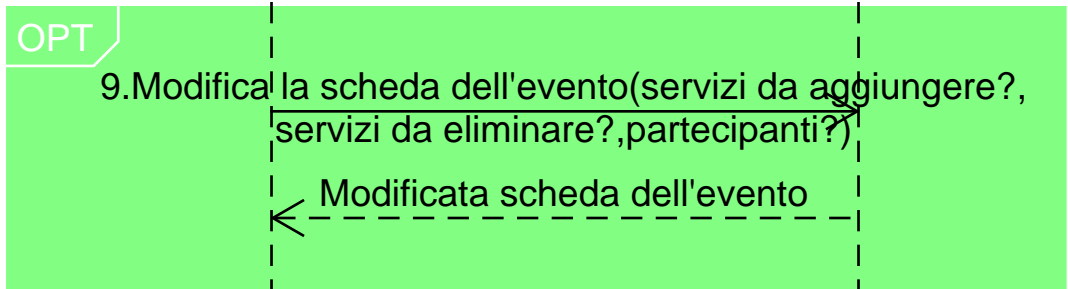 OPT
9.Modifica la scheda dell'evento(servizi da aggiungere?,
servizi da eliminare?,partecipanti?)
Modificata scheda dell'evento